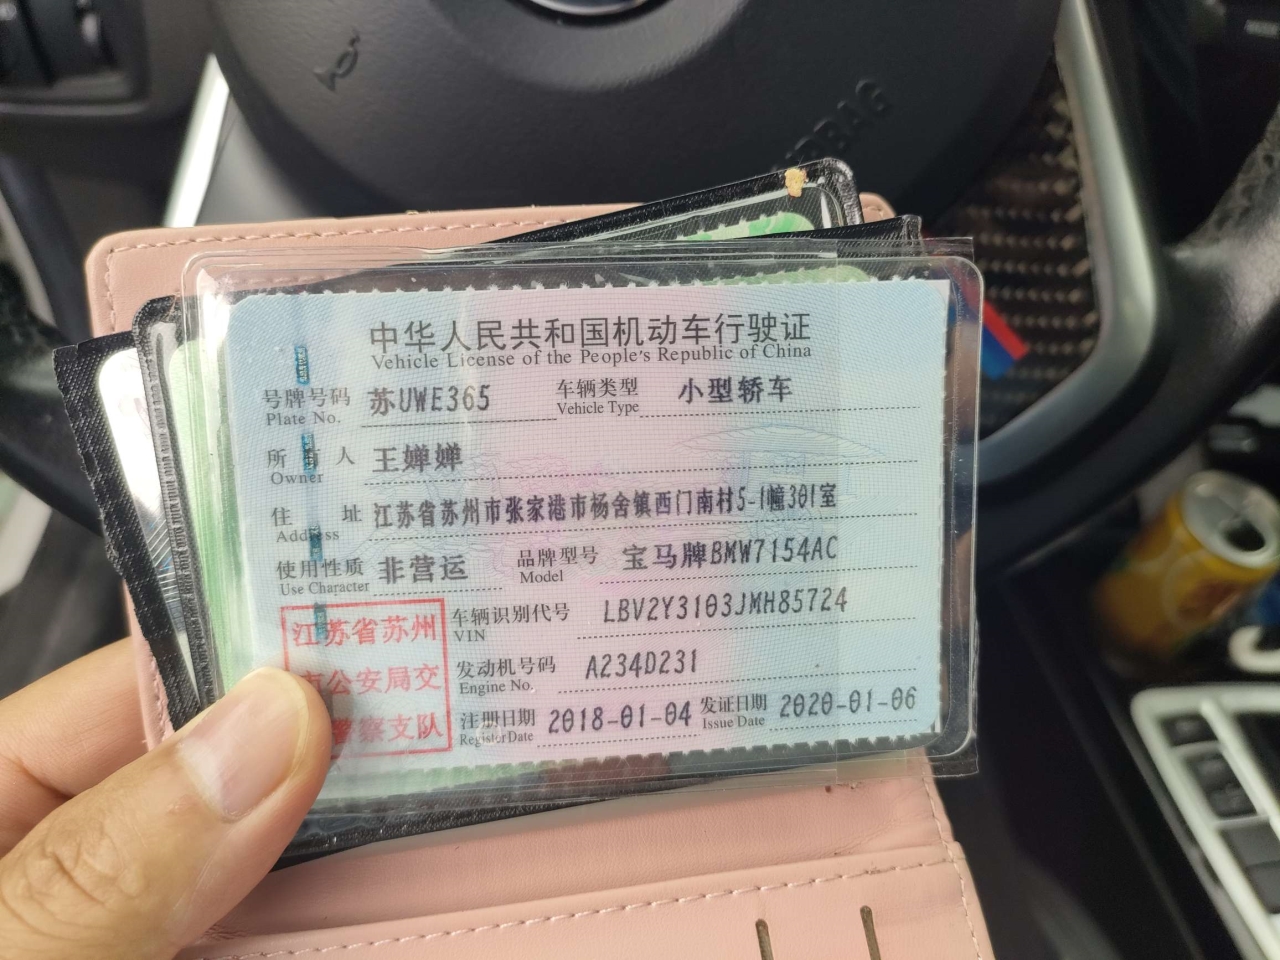 AIRBAG
中华人民共和国机动车行驶证
Vehicle License of the People's Republic of China
号牌号码 苏UWE365 车辆类型 小型轿车
Plate No. Vehicle Type
所有人 王婵婵
Owner
住址 江苏省苏州市张家港市杨舍镇西门南村5-1幢301室
Address
使用性质 非营运 品牌型号 宝马牌BMW7154AC
Use Character Model
车辆识别代号 LBV2Y3103JMH85724
VIN
发动机号码 A234D231
Engine No.
注册日期 2018-01-04 发证日期 2020-01-06
Register Date Issue Date
江苏省苏州
市公安局交
警察支队